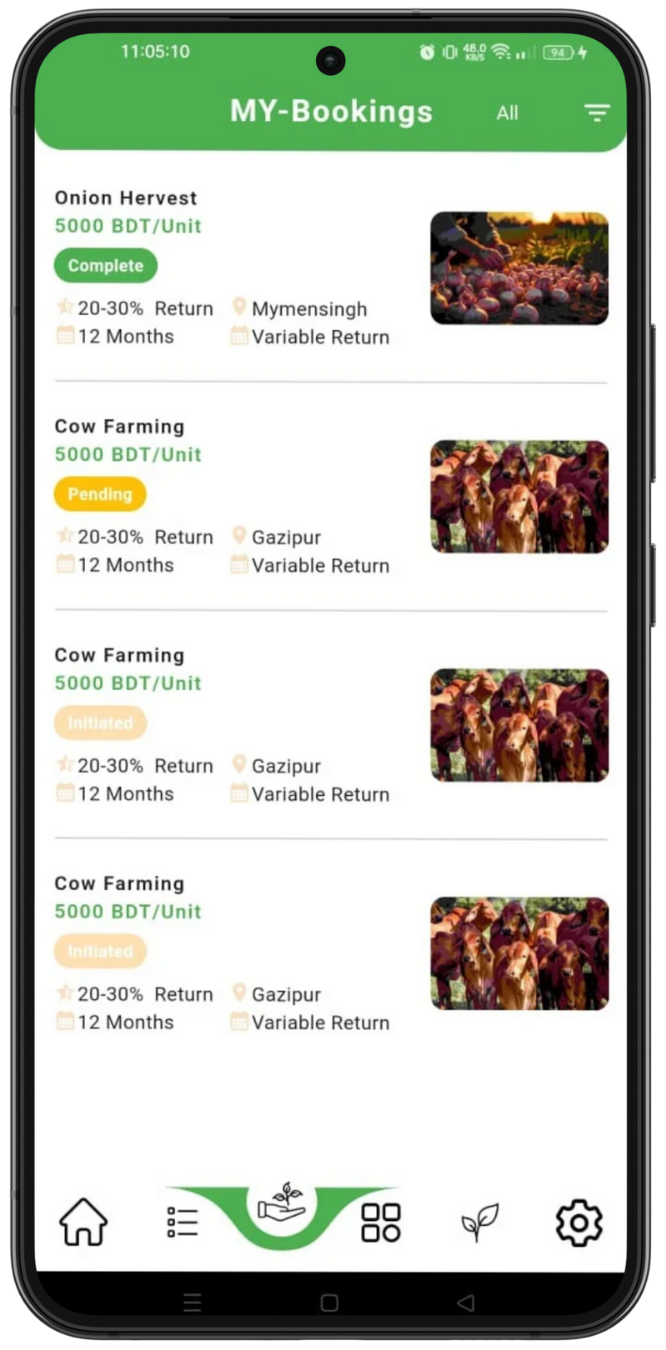 11:05:10
48.0 KB/S
94
MY-Bookings
All
Onion Hervest
5000 BDT/Unit
Complete
20-30% Return
Mymensingh
12 Months
Variable Return
Cow Farming
5000 BDT/Unit
Pending
20-30% Return
Gazipur
12 Months
Variable Return
Cow Farming
5000 BDT/Unit
Initiated
20-30% Return
Gazipur
12 Months
Variable Return
Cow Farming
5000 BDT/Unit
Initiated
20-30% Return
Gazipur
12 Months
Variable Return